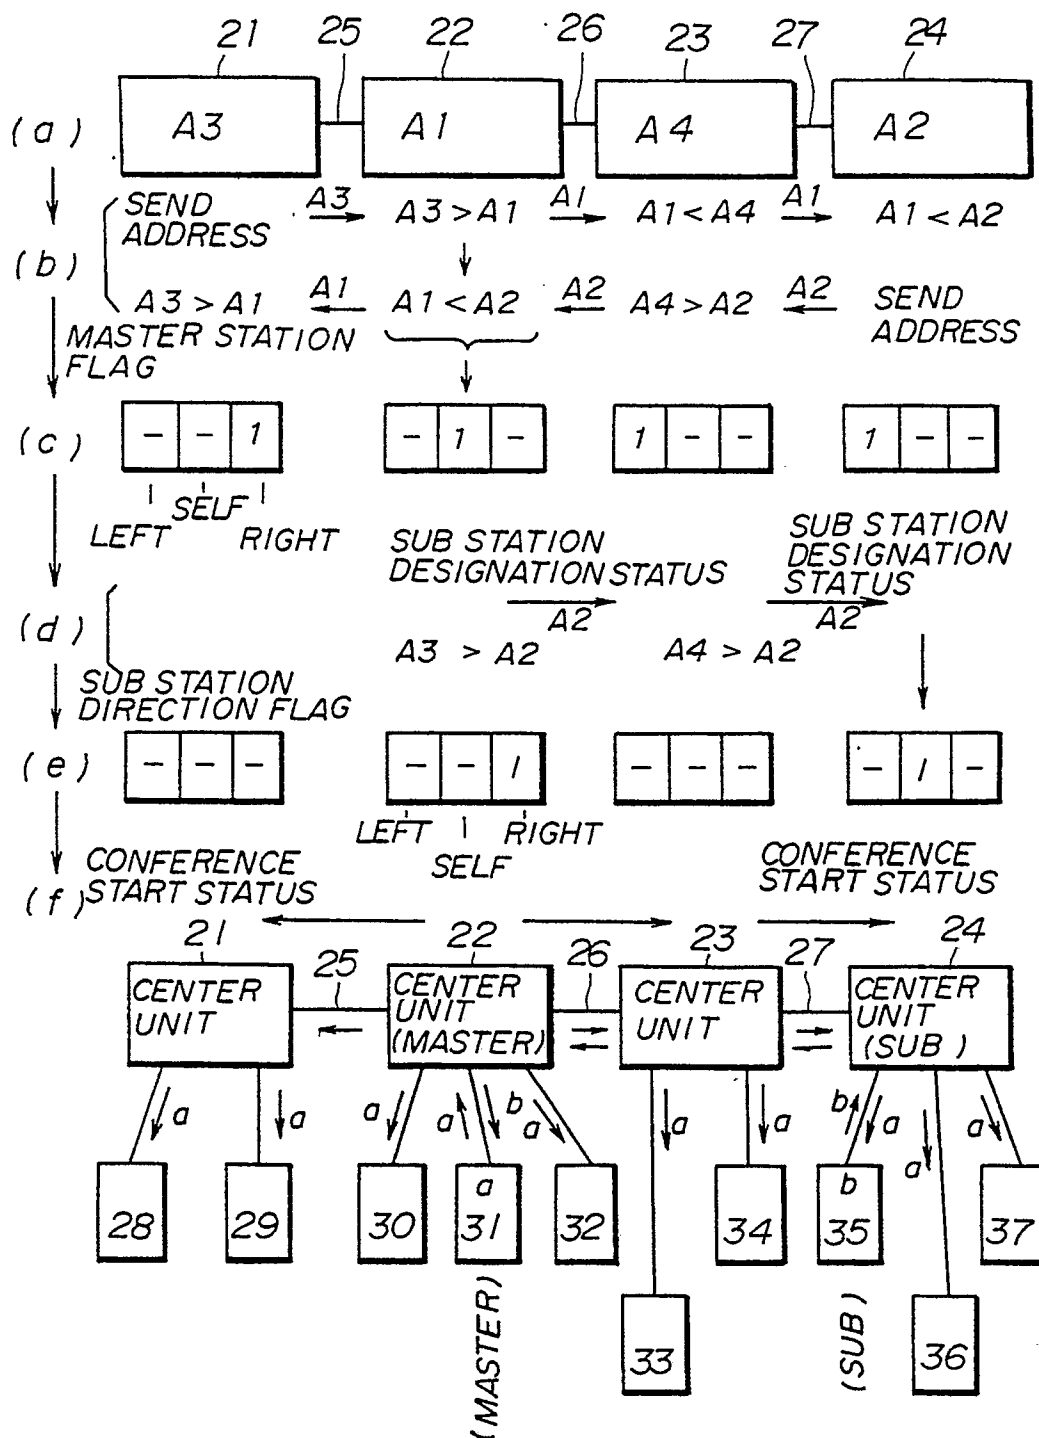 21 25 22 26 23 27 24
(a) A3 A1 A4 A2
SEND ADDRESS A3 A3 > A1 A1 A1 < A4 A1 A1 < A2
(b)
A3 > A1 A1 A1 < A2 A2 A4 > A2 A2 SEND ADDRESS
MASTER STATION
FLAG
(c) - - 1 - 1 - 1 - - 1 - -
LEFT SELF RIGHT
SUB STATION
DESIGNATION STATUS
SUB STATION
DESIGNATION
STATUS
A2 A2
(d) A3 > A2 A4 > A2
SUB STATION
DIRECTION FLAG
(e) - - - - - 1 - - - - 1 -
LEFT SELF RIGHT
CONFERENCE
START STATUS
CONFERENCE
START STATUS
(f)
21 25 22 26 23 27 24
CENTER
UNIT
CENTER
UNIT
(MASTER)
CENTER
UNIT
CENTER
UNIT
(SUB)
a a a a b a a a b a a a
28 29 30 a 31 32 33 34 b 35 36 37
(MASTER)
(SUB)